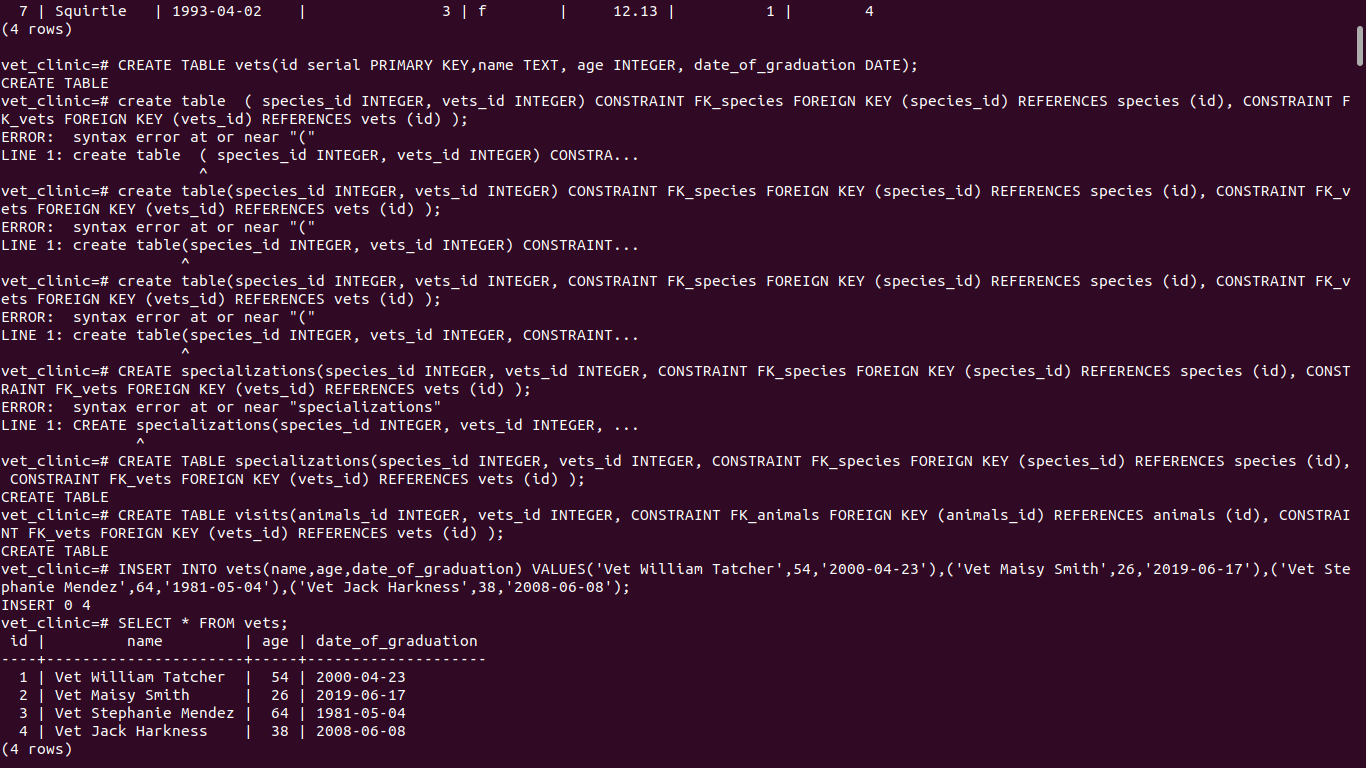 7 | Squirtle   | 1993-04-02    |               3 | f        |     12.13 |          1 |        4
(4 rows)
vet_clinic=# CREATE TABLE vets(id serial PRIMARY KEY,name TEXT, age INTEGER, date_of_graduation DATE);
CREATE TABLE
vet_clinic=# create table  ( species_id INTEGER, vets_id INTEGER) CONSTRAINT FK_species FOREIGN KEY (species_id) REFERENCES species (id), CONSTRAINT F
K_vets FOREIGN KEY (vets_id) REFERENCES vets (id) );
ERROR:  syntax error at or near "("
LINE 1: create table  ( species_id INTEGER, vets_id INTEGER) CONSTRA...
                      ^
vet_clinic=# create table(species_id INTEGER, vets_id INTEGER) CONSTRAINT FK_species FOREIGN KEY (species_id) REFERENCES species (id), CONSTRAINT FK_v
ets FOREIGN KEY (vets_id) REFERENCES vets (id) );
ERROR:  syntax error at or near "("
LINE 1: create table(species_id INTEGER, vets_id INTEGER) CONSTRAINT...
                    ^
vet_clinic=# create table(species_id INTEGER, vets_id INTEGER, CONSTRAINT FK_species FOREIGN KEY (species_id) REFERENCES species (id), CONSTRAINT FK_v
ets FOREIGN KEY (vets_id) REFERENCES vets (id) );
ERROR:  syntax error at or near "("
LINE 1: create table(species_id INTEGER, vets_id INTEGER, CONSTRAINT...
                    ^
vet_clinic=# CREATE specializations(species_id INTEGER, vets_id INTEGER, CONSTRAINT FK_species FOREIGN KEY (species_id) REFERENCES species (id), CONST
RAINT FK_vets FOREIGN KEY (vets_id) REFERENCES vets (id) );
ERROR:  syntax error at or near "specializations"
LINE 1: CREATE specializations(species_id INTEGER, vets_id INTEGER, ...
               ^
vet_clinic=# CREATE TABLE specializations(species_id INTEGER, vets_id INTEGER, CONSTRAINT FK_species FOREIGN KEY (species_id) REFERENCES species (id),
 CONSTRAINT FK_vets FOREIGN KEY (vets_id) REFERENCES vets (id) );
CREATE TABLE
vet_clinic=# CREATE TABLE visits(animals_id INTEGER, vets_id INTEGER, CONSTRAINT FK_animals FOREIGN KEY (animals_id) REFERENCES animals (id), CONSTRAI
NT FK_vets FOREIGN KEY (vets_id) REFERENCES vets (id) );
CREATE TABLE
vet_clinic=# INSERT INTO vets(name,age,date_of_graduation) VALUES('Vet William Tatcher',54,'2000-04-23'),('Vet Maisy Smith',26,'2019-06-17'),('Vet Ste
phanie Mendez',64,'1981-05-04'),('Vet Jack Harkness',38,'2008-06-08');
INSERT 0 4
vet_clinic=# SELECT * FROM vets;
 id |         name         | age | date_of_graduation
----+----------------------+-----+--------------------
  1 | Vet William Tatcher  |  54 | 2000-04-23
  2 | Vet Maisy Smith      |  26 | 2019-06-17
  3 | Vet Stephanie Mendez |  64 | 1981-05-04
  4 | Vet Jack Harkness    |  38 | 2008-06-08
(4 rows)